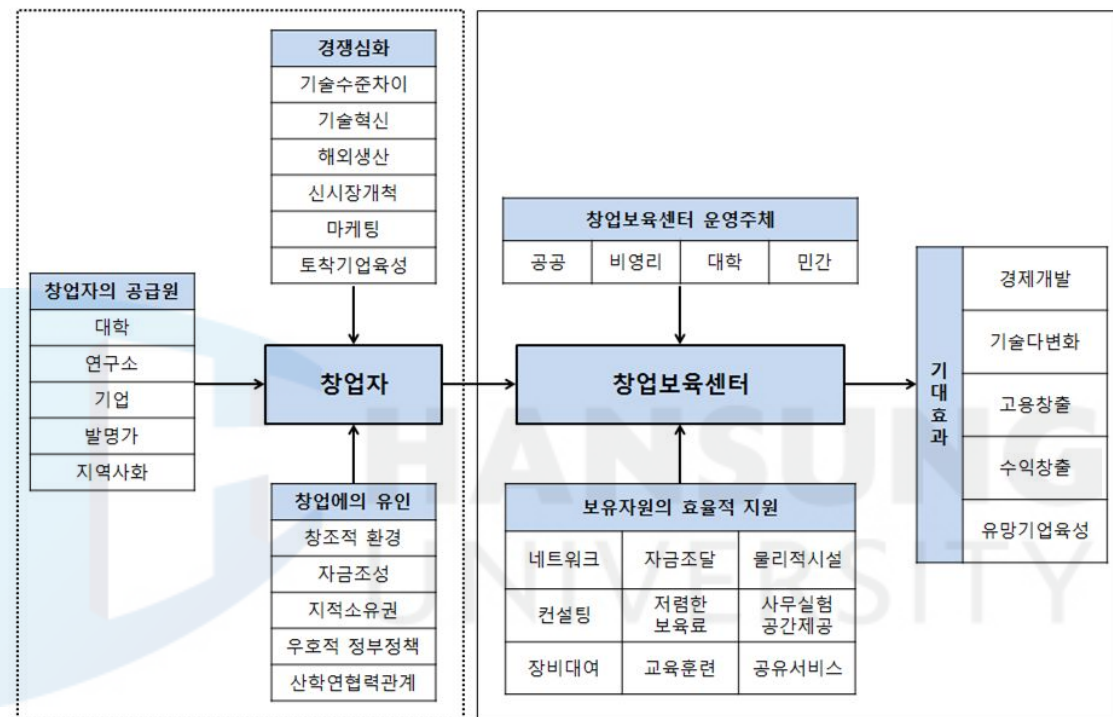 경쟁심화
기술수준차이
기술혁신
해외생산
신시장개척
마케팅
토착기업육성
창업자의 공급원
대학
연구소
기업
발명가
지역사화
창업자
창업에의 유인
창조적 환경
자금조성
지적소유권
우호적 정부정책
산학연협력관계
창업보육센터 운영주체
공공 비영리 대학 민간
창업보육센터
보유자원의 효율적 지원
네트워크 자금조달 물리적시설
컨설팅 저렴한 보육료 사무실험 공간제공
장비대여 교육훈련 공유서비스
기대효과
경제개발
기술다변화
고용창출
수익창출
유망기업육성
HANSUNG
UNIVERSITY